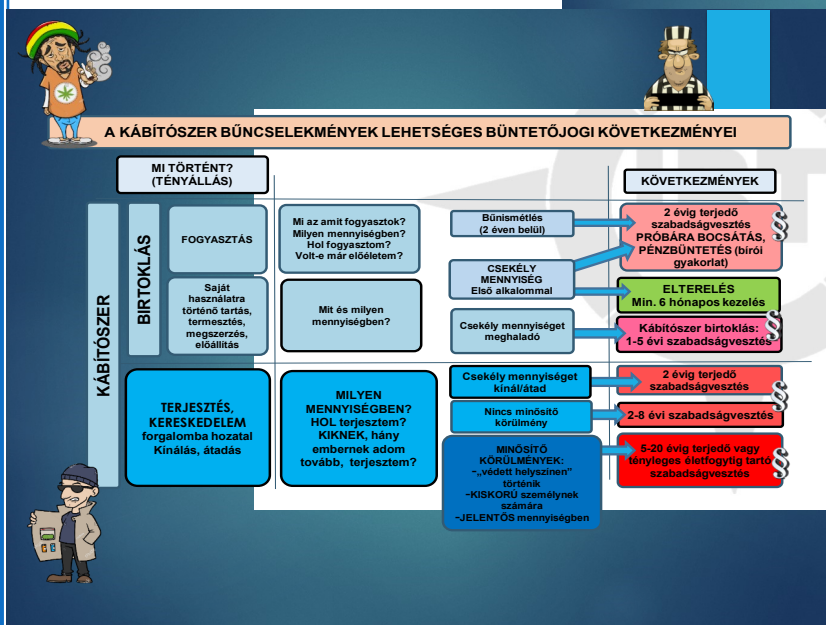 A KÁBÍTÓSZER BŰNCSELEKMÉNYEK LEHETSÉGES BÜNTETŐJOGI KÖVETKEZMÉNYEI
MI TÖRTÉNT?
(TÉNYÁLLÁS)
KÖVETKEZMÉNYEK
KÁBÍTÓSZER
BIRTOKLÁS
FOGYASZTÁS
Mi az amit fogyasztok?
Milyen mennyiségben?
Hol fogyasztom?
Volt-e már előéletem?
Bűnismétlés
(2 éven belül)
2 évig terjedő
szabadságvesztés
PRÓBÁRA BOCSÁTÁS,
PÉNZBÜNTETÉS (bírói
gyakorlat)
§
CSEKÉLY
MENNYISÉG
Első alkalommal
ELTERELÉS
Min. 6 hónapos kezelés
Saját
használatra
történő tartás,
termesztés,
megszerzés,
előállítás
Mit és milyen
mennyiségben?
Csekély mennyiséget
meghaladó
Kábítószer birtoklás:
1-5 évi szabadságvesztés
§
TERJESZTÉS,
KERESKEDELEM
forgalomba hozatal
Kínálás, átadás
MILYEN
MENNYISÉGBEN?
HOL terjesztem?
KIKNEK, hány
embernek adom
tovább, terjesztem?
Csekély mennyiséget
kínál/átad
2 évig terjedő
szabadságvesztés
§
Nincs minősítő
körülmény
2-8 évi szabadságvesztés
MINŐSÍTŐ
KÖRÜLMÉNYEK:
-„védett helyszínen”
történik
-KISKORÚ személynek
számára
-JELENTŐS mennyiségben
5-20 évig terjedő vagy
tényleges életfogytig tartó
szabadságvesztés
§